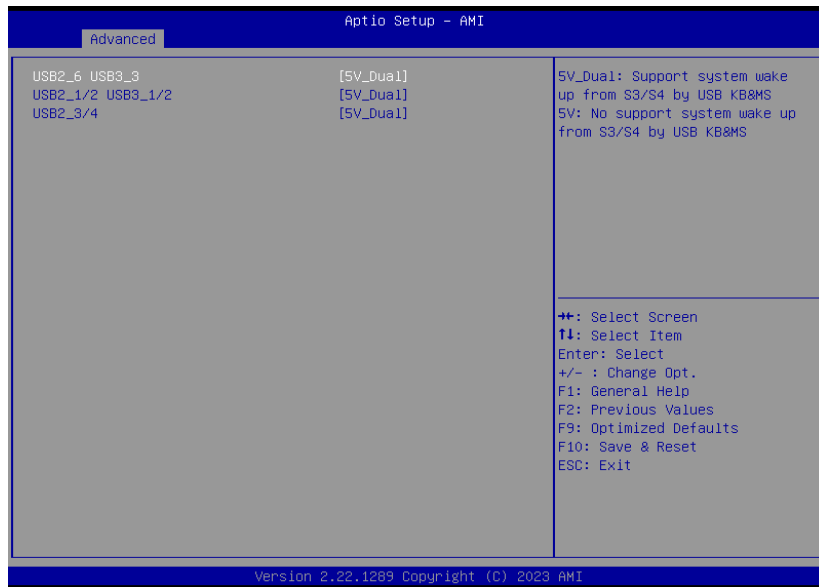 Aptio Setup – AMI
Advanced
USB2_6 USB3_3 [5V_Dual]
USB2_1/2 USB3_1/2 [5V_Dual]
USB2_3/4 [5V_Dual]
5V_Dual: Support system wake
up from S3/S4 by USB KB&MS
5V: No support system wake up
from S3/S4 by USB KB&MS
→←: Select Screen
↑↓: Select Item
Enter: Select
+/- : Change Opt.
F1: General Help
F2: Previous Values
F9: Optimized Defaults
F10: Save & Reset
ESC: Exit
Version 2.22.1289 Copyright (C) 2023 AMI